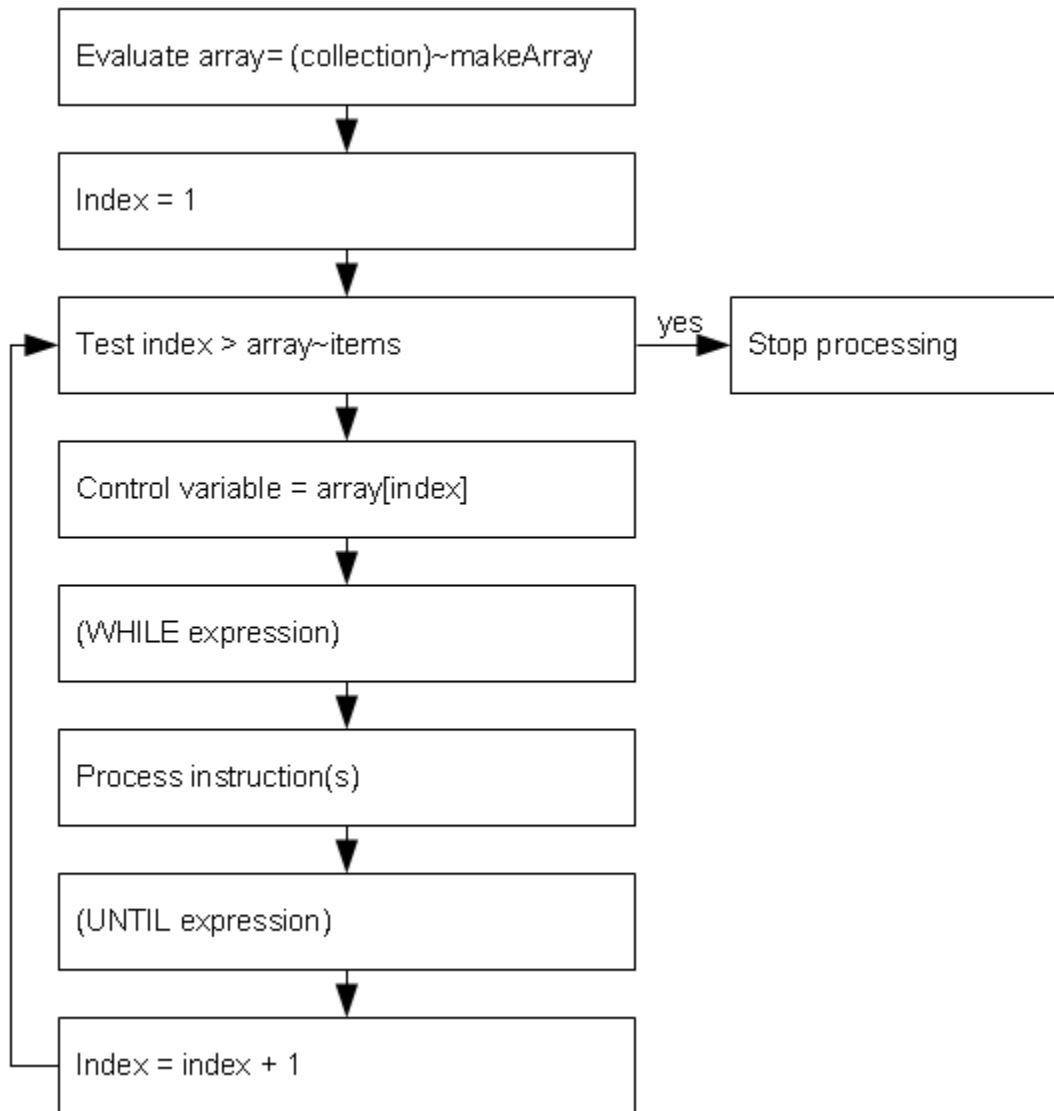 Evaluate array= (collection)~makeArray
Index = 1
Test index > array~items
yes
Stop processing
Control variable = array[index]
(WHILE expression)
Process instruction(s)
(UNTIL expression)
Index = index + 1